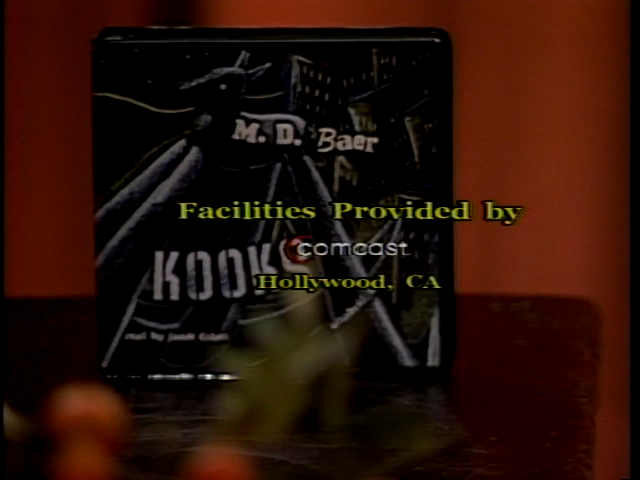 M. D. Baer
Facilities Provided by
comcast
KOOK
Hollywood, CA